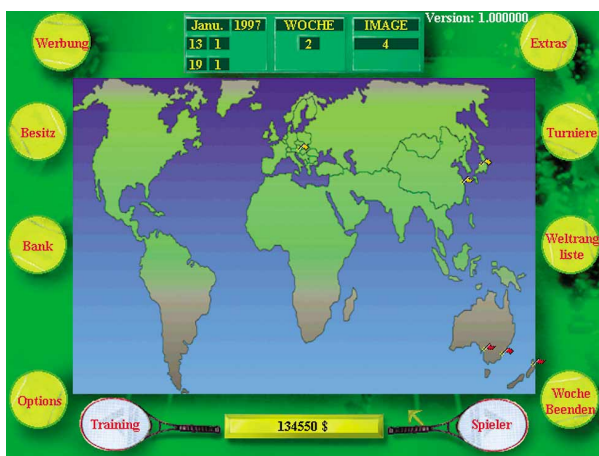 Version: 1.000000
Janu. 1997
WOCHE
IMAGE
13 1
2
4
19 1
Werbung
Extras
Besitz
Turniere
Bank
Weltrang
liste
Options
Woche
Beenden
Training
134550 $
Spieler